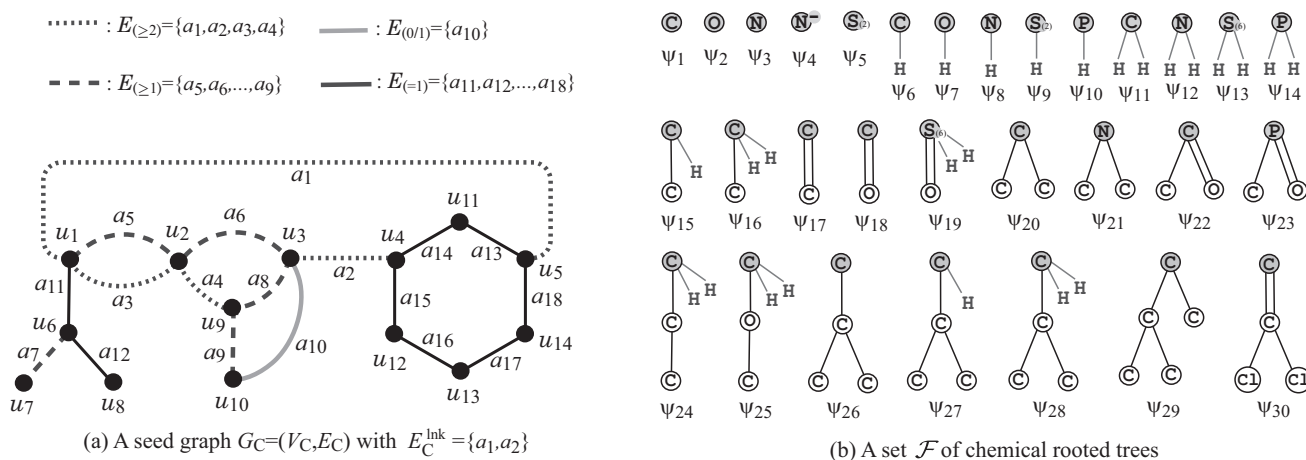 : E(≥2)={a1,a2,a3,a4}
: E(0/1)={a10}
: E(≥1)={a5,a6,...,a9}
: E(=1)={a11,a12,...,a18}
a1
u1 a5 u2 a6 u3 u4 u11
a14 a13 u5
a2
a11 a3 a4 a8 a15 a18
u6 u9
a7 a12 a9 a10 u12 a16 a17 u14
u7 u8 u10 u13
(a) A seed graph GC=(VC,EC) with EC^lnk={a1,a2}
C O N N− S(2) C O N S(2) P C N S(6) P
H H H H H H H H H H H H H
ψ1 ψ2 ψ3 ψ4 ψ5 ψ6 ψ7 ψ8 ψ9 ψ10 ψ11 ψ12 ψ13 ψ14
C C C C S(6) C N C P
H H H H H
C C C O O C C C C C O C O
ψ15 ψ16 ψ17 ψ18 ψ19 ψ20 ψ21 ψ22 ψ23
C C C C C C C
H H H H H H H
C O C C C C C C
C C C C C C C C C C Cl Cl
ψ24 ψ25 ψ26 ψ27 ψ28 ψ29 ψ30
(b) A set F of chemical rooted trees